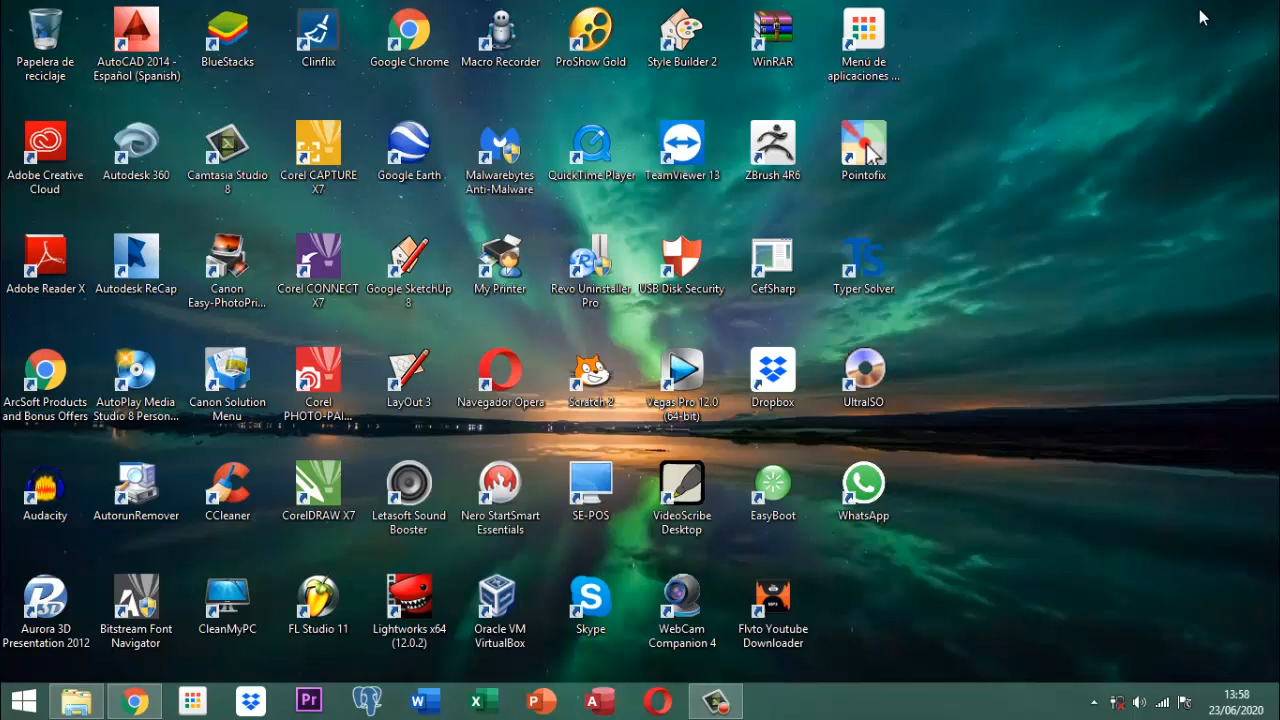 Papelera de
reciclaje
AutoCAD 2014 -
Español (Spanish)
BlueStacks
Clinflix
Google Chrome
Macro Recorder
ProShow Gold
Style Builder 2
WinRAR
Menú de
aplicaciones ...
Adobe Creative
Cloud
Autodesk 360
Camtasia Studio
8
Corel CAPTURE
X7
Google Earth
Malwarebytes
Anti-Malware
QuickTime Player
TeamViewer 13
ZBrush 4R6
Pointofix
Adobe Reader X
Autodesk ReCap
Canon
Easy-PhotoPri...
Corel CONNECT
X7
Google SketchUp
8
My Printer
Revo Uninstaller
Pro
USB Disk Security
CefSharp
TS
Typer Solver
ArcSoft Products
and Bonus Offers
AutoPlay Media
Studio 8 Person...
Canon Solution
Menu
Corel
PHOTO-PAI...
LayOut 3
Navegador Opera
Scratch 2
Vegas Pro 12.0
(64-bit)
Dropbox
UltraISO
Audacity
AutorunRemover
CCleaner
CorelDRAW X7
Letasoft Sound
Booster
Nero StartSmart
Essentials
SE-POS
VideoScribe
Desktop
EasyBoot
WhatsApp
Aurora 3D
Presentation 2012
Bitstream Font
Navigator
CleanMyPC
FL Studio 11
Lightworks x64
(12.0.2)
Oracle VM
VirtualBox
Skype
WebCam
Companion 4
Flvto Youtube
Downloader
Pr
W
X
P
A
13:58
23/06/2020